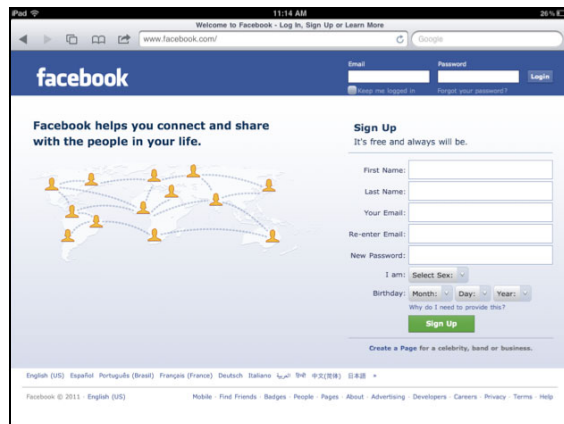 iPad 11:14 AM 26%
Welcome to Facebook - Log In, Sign Up or Learn More
www.facebook.com/ Google
Email Password
facebook Login
Keep me logged in Forgot your password?
Facebook helps you connect and share
with the people in your life.
Sign Up
It's free and always will be.
First Name:
Last Name:
Your Email:
Re-enter Email:
New Password:
I am: Select Sex:
Birthday: Month: Day: Year:
Why do I need to provide this?
Sign Up
Create a Page for a celebrity, band or business.
English (US) Español Português (Brasil) Français (France) Deutsch Italiano العربية हिन्दी 中文(简体) 日本語 »
Facebook © 2011 · English (US) Mobile · Find Friends · Badges · People · Pages · About · Advertising · Developers · Careers · Privacy · Terms · Help